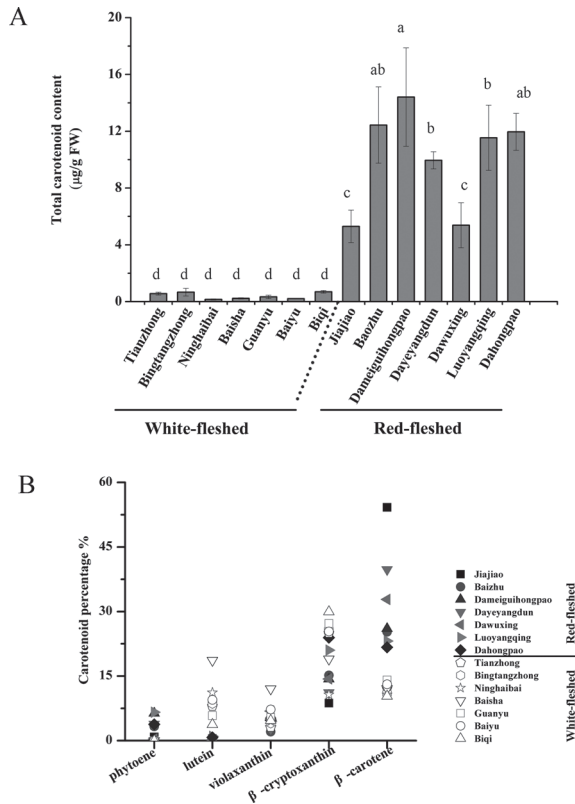 A
Total carotenoid content
(μg/g FW)
20
16
12
8
4
0
d
d
d
d
d
d
d
c
ab
a
b
c
b
ab
Tianzhong
Bingtangzhong
Ninghaibai
Baisha
Guanyu
Baiyu
Biqi
Jiajiao
Baozhu
Dameiguihongpao
Dayeyangdun
Dawuxing
Luoyangqing
Dahongpao
White-fleshed
Red-fleshed
B
Carotenoid percentage %
60
45
30
15
0
phytoene
lutein
violaxanthin
β -cryptoxanthin
β -carotene
Jiajiao
Baizhu
Dameiguihongpao
Dayeyangdun
Dawuxing
Luoyangqing
Dahongpao
Tianzhong
Bingtangzhong
Ninghaibai
Baisha
Guanyu
Baiyu
Biqi
Red-fleshed
White-fleshed